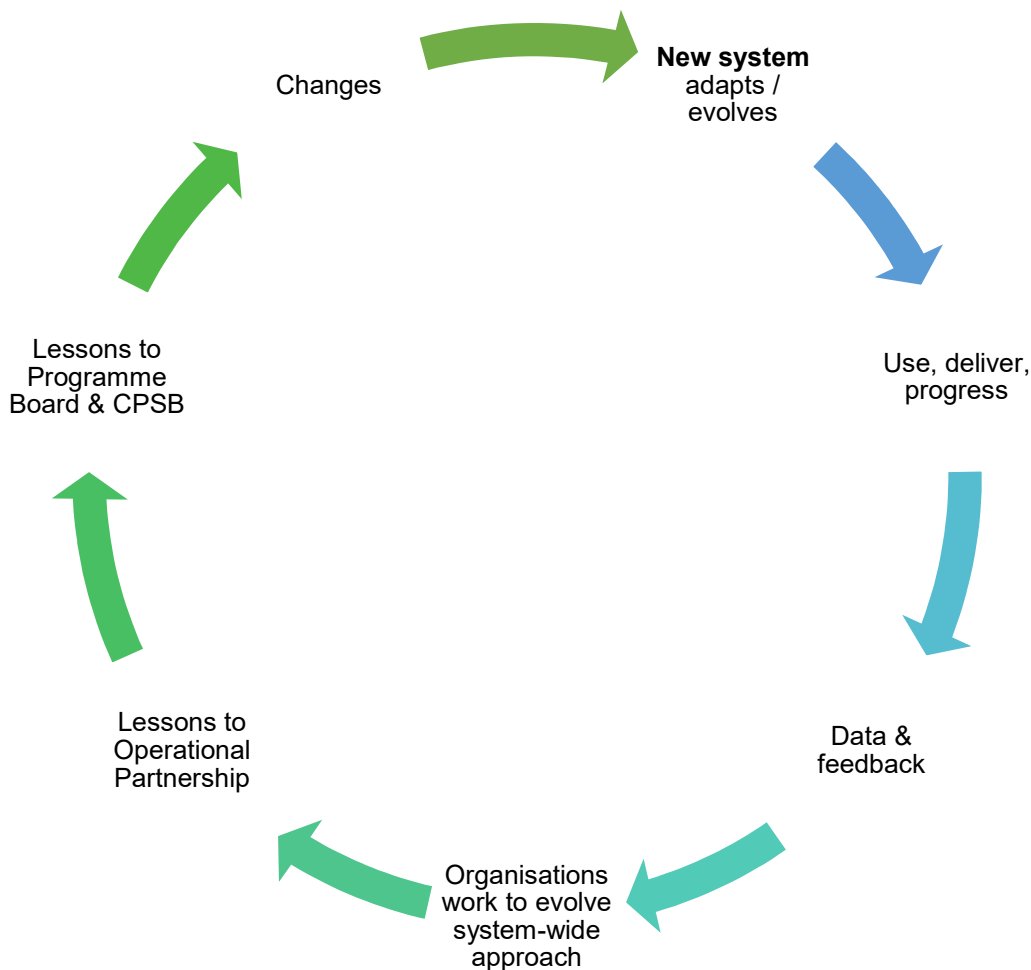 New system
adapts /
evolves
Use, deliver,
progress
Data &
feedback
Organisations
work to evolve
system-wide
approach
Lessons to
Operational
Partnership
Lessons to
Programme
Board & CPSB
Changes